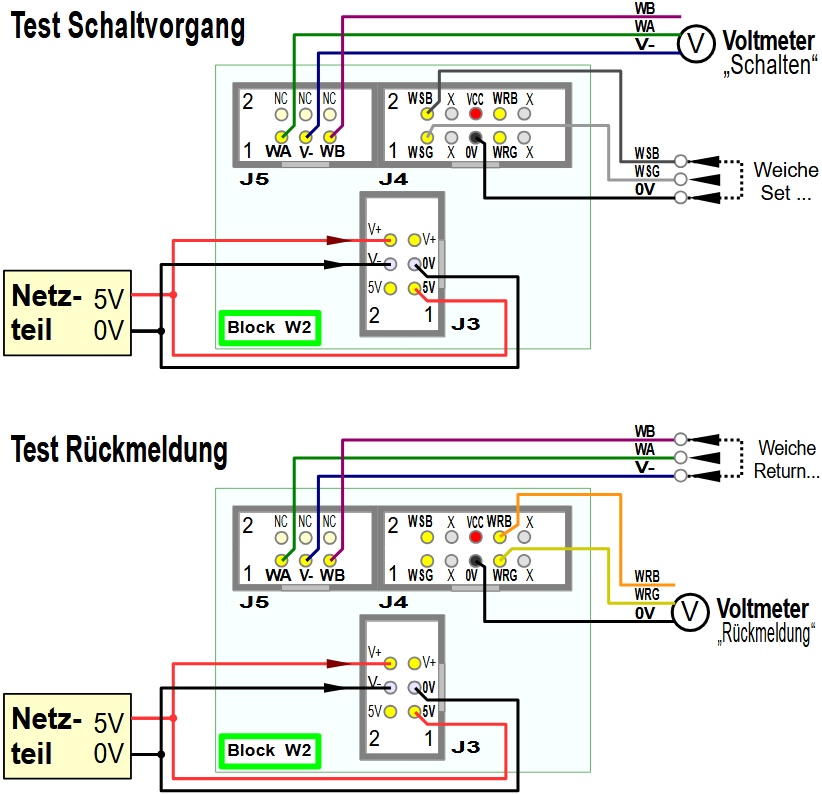 Test Schaltvorgang
WB
WA
V-
V
Voltmeter
„Schalten“
2 NC NC NC
1 WA V- WB
J5
2 WSB X VCC WRB X
1 WSG X 0V WRG X
J4
WSB
WSG
0V
Weiche
Set ...
V+ V+
V- 0V
5V 5V
2 1
J3
Netz-
teil
5V
0V
Block W2
Test Rückmeldung
WB
WA
V-
Weiche
Return...
2 NC NC NC
1 WA V- WB
J5
2 WSB X VCC WRB X
1 WSG X 0V WRG X
J4
WRB
WRG
0V
V
Voltmeter
„Rückmeldung“
V+ V+
V- 0V
5V 5V
2 1
J3
Netz-
teil
5V
0V
Block W2